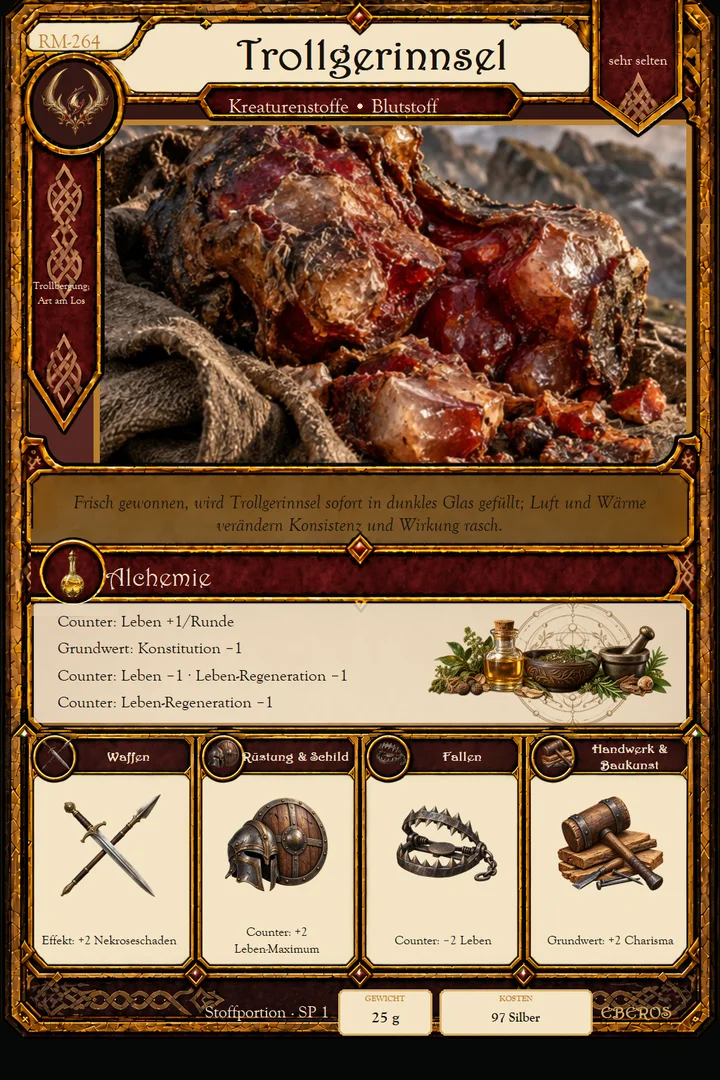 RM-264
Trollgerinnsel
sehr selten
Kreaturenstoffe • Blutstoff
Trollbergung;
Art am Los
Frisch gewonnen, wird Trollgerinnsel sofort in dunkles Glas gefüllt; Luft und Wärme
verändern Konsistenz und Wirkung rasch.
Alchemie
Counter: Leben +1/Runde
Grundwert: Konstitution −1
Counter: Leben −1 · Leben-Regeneration −1
Counter: Leben-Regeneration −1
Waffen
Rüstung & Schild
Fallen
Handwerk &
Baukunst
Effekt: +2 Nekroseschaden
Counter: +2
Leben-Maximum
Counter: −2 Leben
Grundwert: +2 Charisma
Stoffportion · SP 1
GEWICHT
25 g
KOSTEN
97 Silber
EBEROS